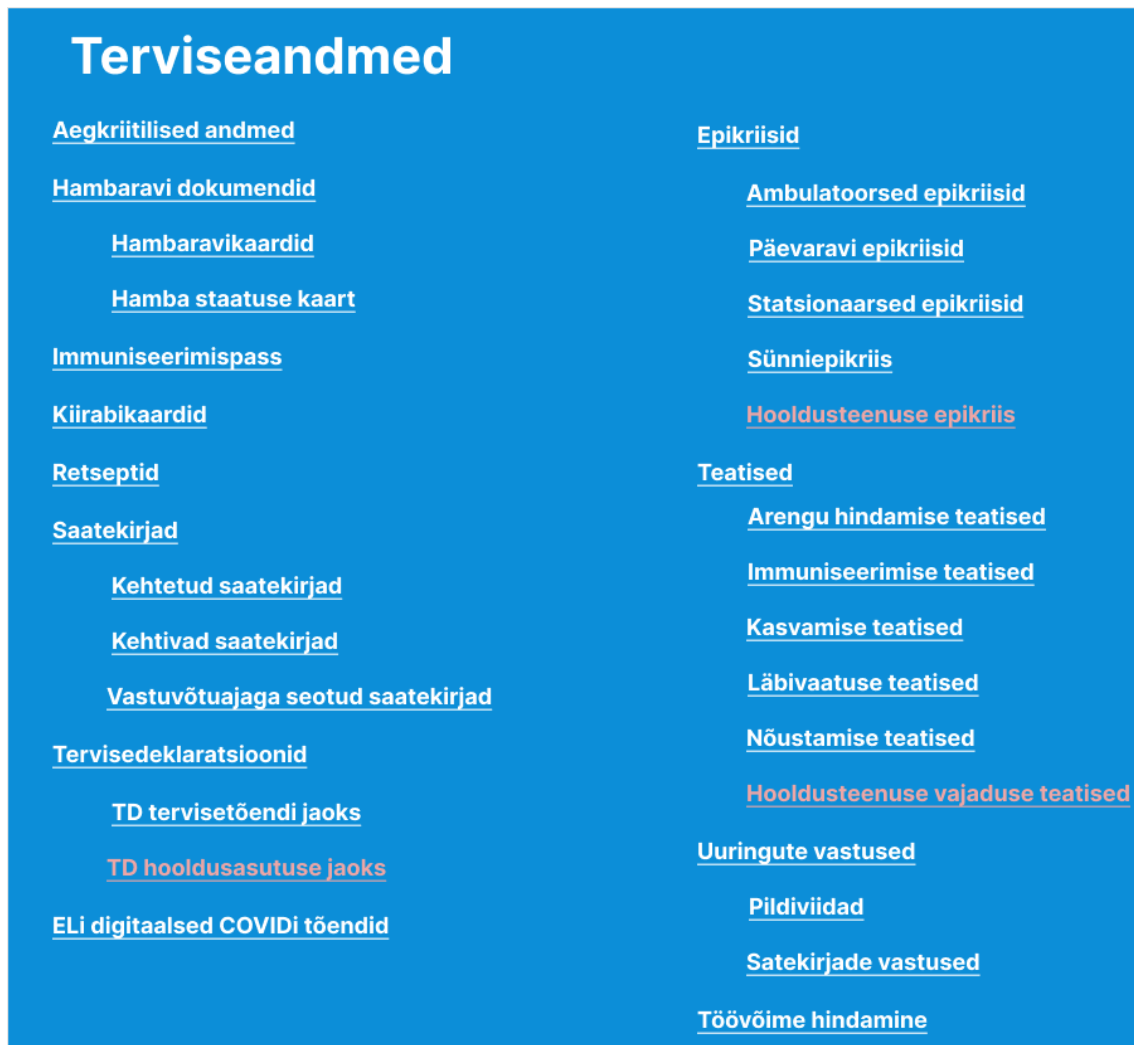 Terviseandmed
Aegkriitilised andmed
Hambaravi dokumendid
Hambaravikaardid
Hamba staatuse kaart
Immuniseerimispass
Kiirabikaardid
Retseptid
Saatekirjad
Kehtetud saatekirjad
Kehtivad saatekirjad
Vastuvõtuajaga seotud saatekirjad
Tervisedeklaratsioonid
TD tervisetõendi jaoks
TD hooldusasutuse jaoks
ELi digitaalsed COVIDi tõendid
Epikriisid
Ambulatoorsed epikriisid
Päevaravi epikriisid
Statsionaarsed epikriisid
Sünniepikriis
Hooldusteenuse epikriis
Teatised
Arengu hindamise teatised
Immuniseerimise teatised
Kasvamise teatised
Läbivaatuse teatised
Nõustamise teatised
Hooldusteenuse vajaduse teatised
Uuringute vastused
Pildiviidad
Satekirjade vastused
Töövõime hindamine